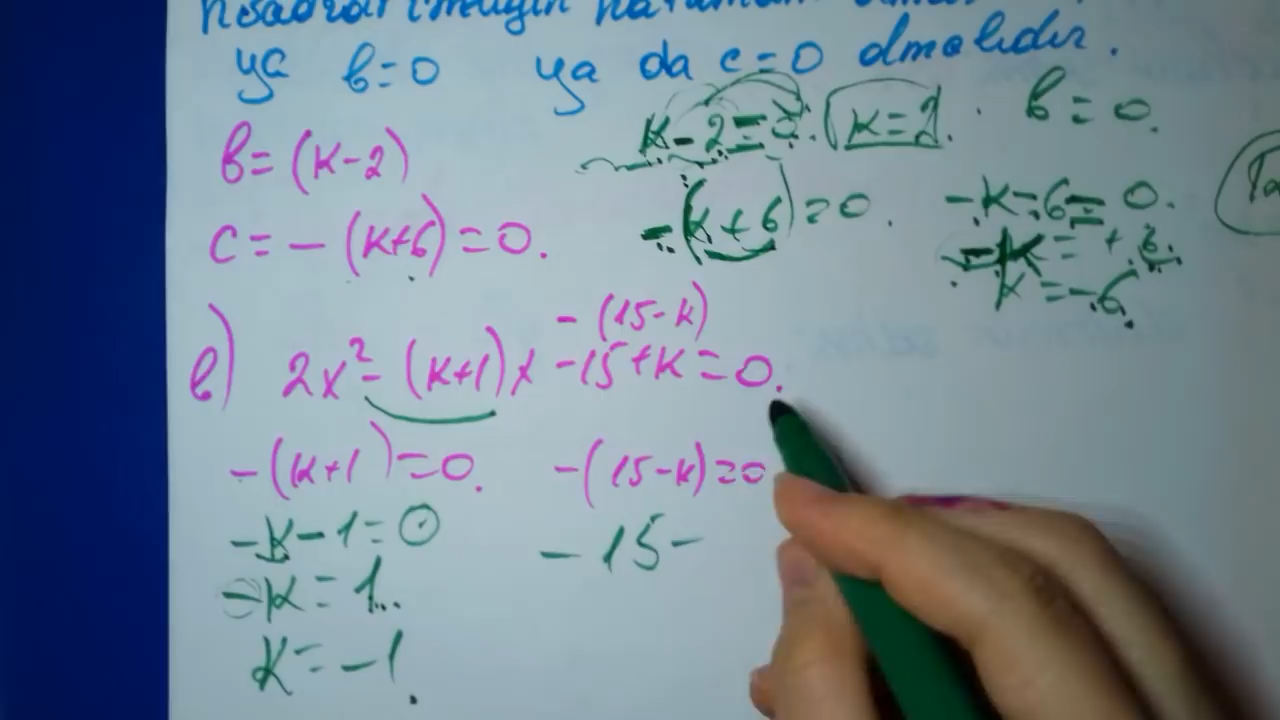 ya b=0 ya da c=0 olmalıdır.
b=(k-2)
k-2=0. k=2. b=0.
c=-(k+6)=0.
-(k+6)=0.
-k-6=0.
-k=+6.
k=-6.
-(15-k)
b) 2x²-(k+1)x-15+k=0.
-(k+1)=0. -(15-k)=0
-k-1=0 -15-
-k=1..
k=-1.